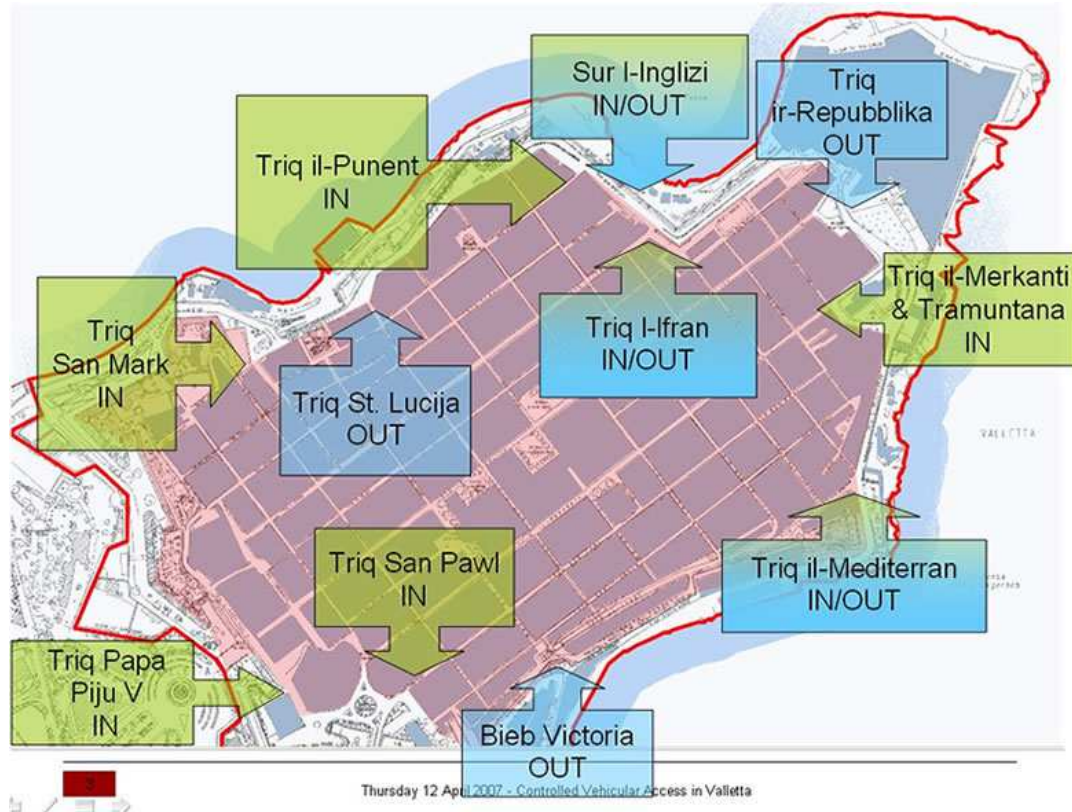 Sur l-Inglizi
IN/OUT
Triq
ir-Repubblika
OUT
Triq il-Punent
IN
Triq il-Merkanti
& Tramuntana
IN
Triq
San Mark
IN
Triq l-Ifran
IN/OUT
Triq St. Lucija
OUT
VALLETTA
Triq San Pawl
IN
Triq il-Mediterran
IN/OUT
Triq Papa
Piju V
IN
Bieb Victoria
OUT
3
Thursday 12 April 2007 - Controlled Vehicular Access in Valletta